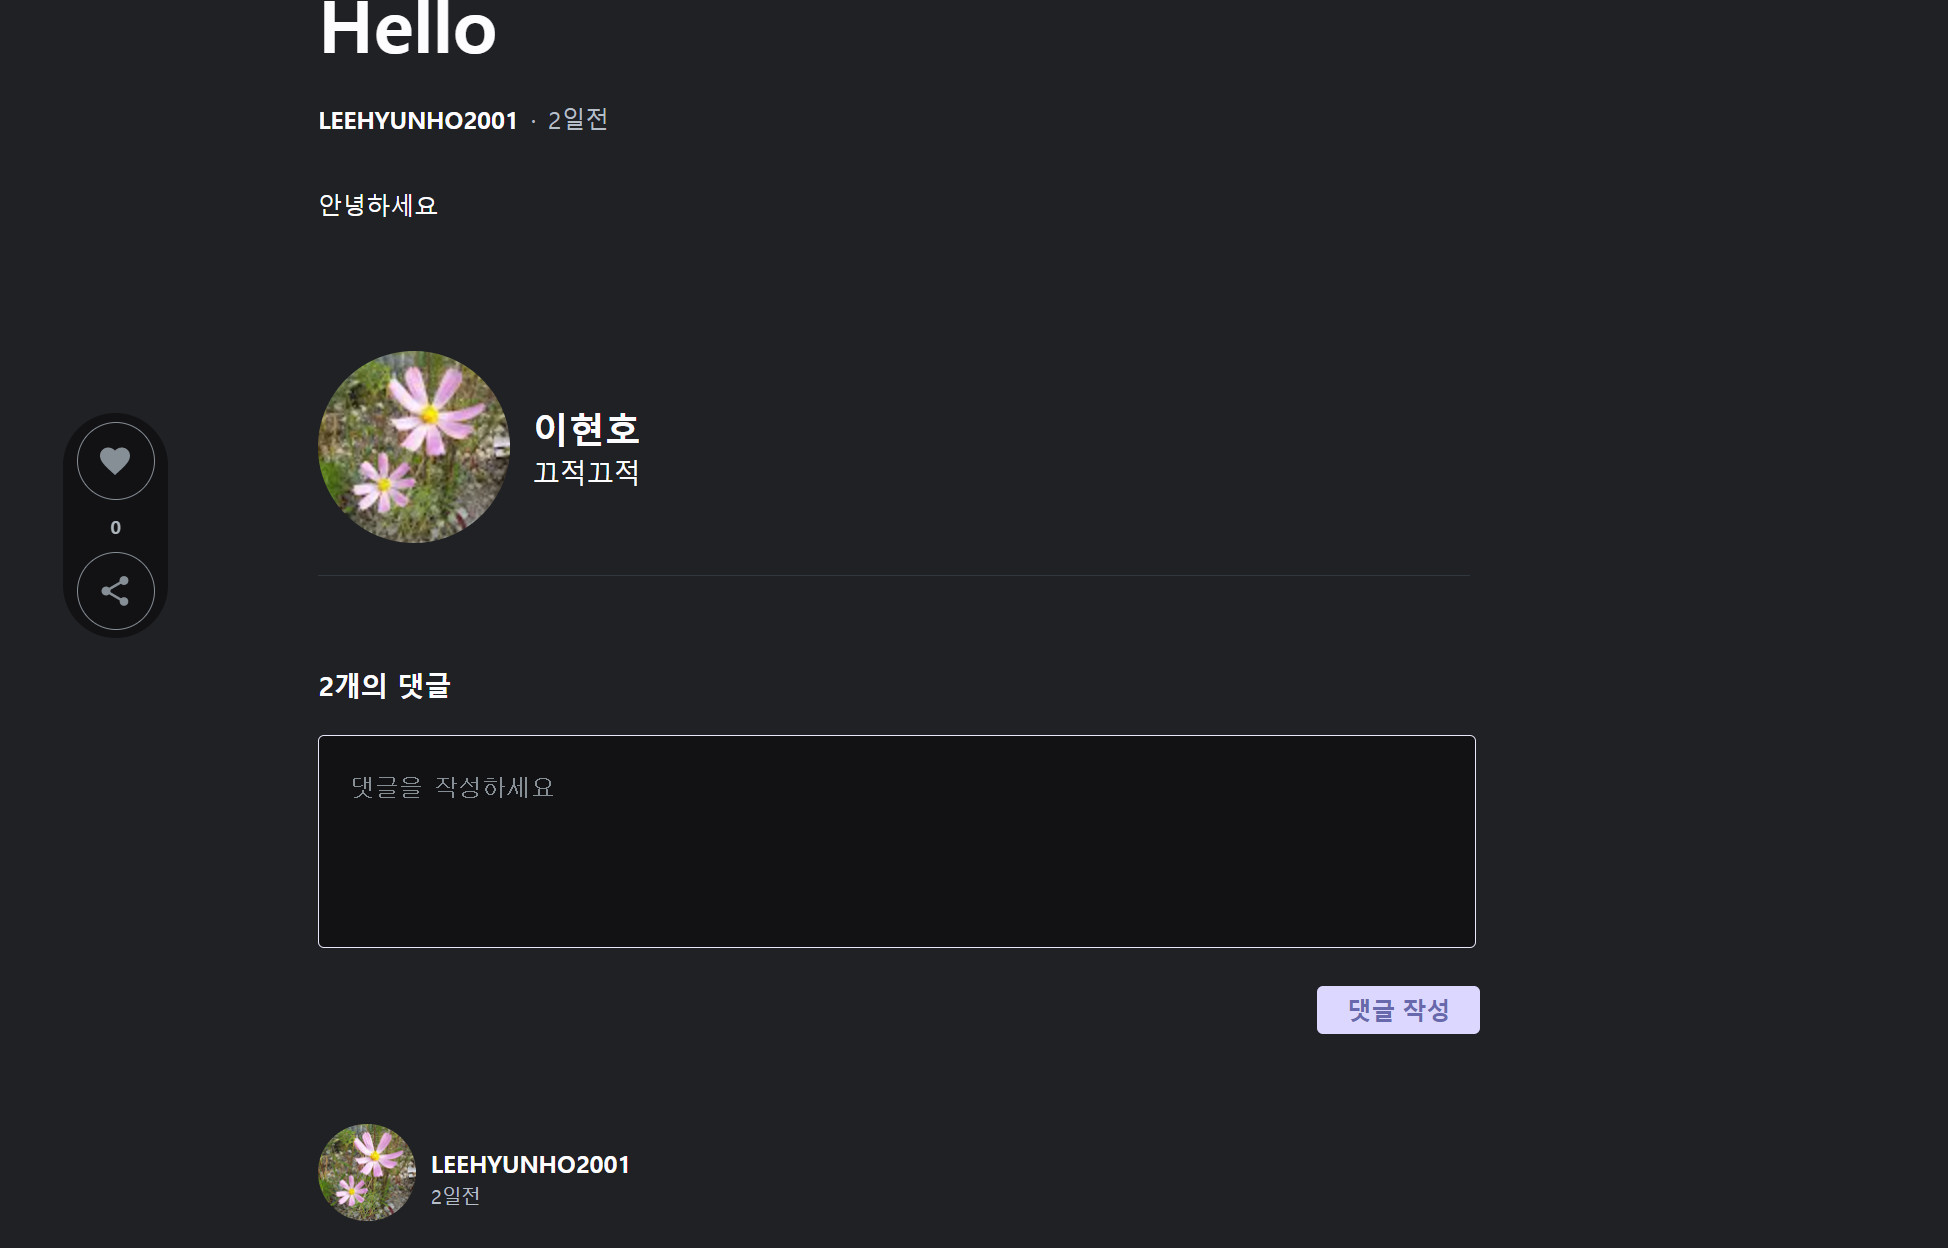 Hello
LEEHYUNHO2001 · 2일전
안녕하세요
이현호
끄적끄적
0
2개의 댓글
댓글을 작성하세요
댓글 작성
LEEHYUNHO2001
2일전